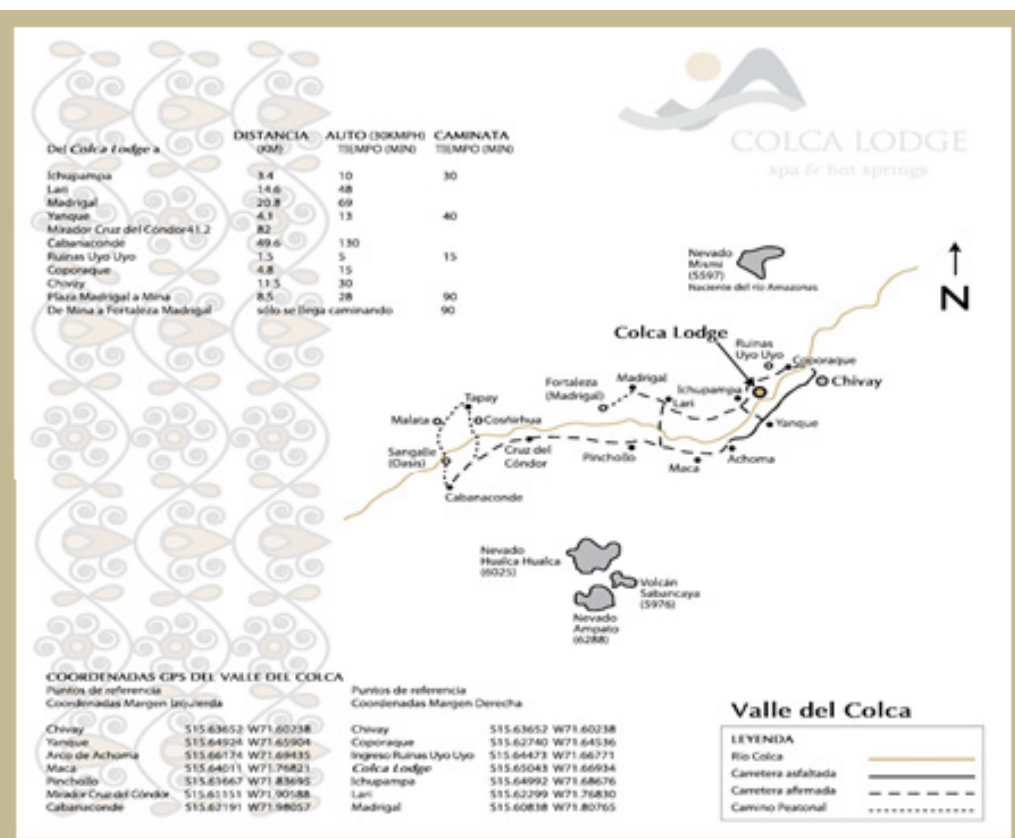 COLCA LODGE
spa & hot springs
DISTANCIA AUTO (30KMPH) CAMINATA
Del Colca Lodge a (KM) TIEMPO (MIN) TIEMPO (MIN)
Ichupampa 3.4 10 30
Lari 14.6 48
Madrigal 20.8 69
Yanque 4.1 13 40
Mirador Cruz del Cóndor41.2 82
Cabanaconde 49.6 130
Ruinas Uyo Uyo 1.5 5 15
Coporaque 4.8 15
Chivay 11.5 30
Plaza Madrigal a Mina 8.5 28 90
De Mina a Fortaleza Madrigal sólo se llega caminando 90
Nevado
Mismi
(5597)
Naciente del río Amazonas
N
Colca Lodge
Ruinas
Uyo Uyo
Coporaque
Chivay
Fortaleza
(Madrigal)
Madrigal
Ichupampa
Lari
Tapay
Malata
Cosñirhua
Yanque
Sangalle
(Oasis)
Cruz del
Cóndor
Pinchollo
Maca
Achoma
Cabanaconde
Nevado
Hualca Hualca
(6025)
Volcán
Sabancaya
(5976)
Nevado
Ampato
(6288)
COORDENADAS GPS DEL VALLE DEL COLCA
Puntos de referencia Puntos de referencia
Coordenadas Margen Izquierda Coordenadas Margen Derecha
Chivay S15.63652 W71.60238 Chivay S15.63652 W71.60238
Yanque S15.64924 W71.65904 Coporaque S15.62740 W71.64536
Arco de Achoma S15.66174 W71.69435 Ingreso Ruinas Uyo Uyo S15.64473 W71.66771
Maca S15.64011 W71.76821 Colca Lodge S15.65043 W71.66934
Pinchollo S15.61667 W71.83695 Ichupampa S15.64992 W71.68676
Mirador Cruz del Cóndor S15.61151 W71.90588 Lari S15.62299 W71.76830
Cabanaconde S15.62191 W71.98057 Madrigal S15.60838 W71.80765
Valle del Colca
LEYENDA
Río Colca
Carretera asfaltada
Carretera afirmada
Camino Peatonal